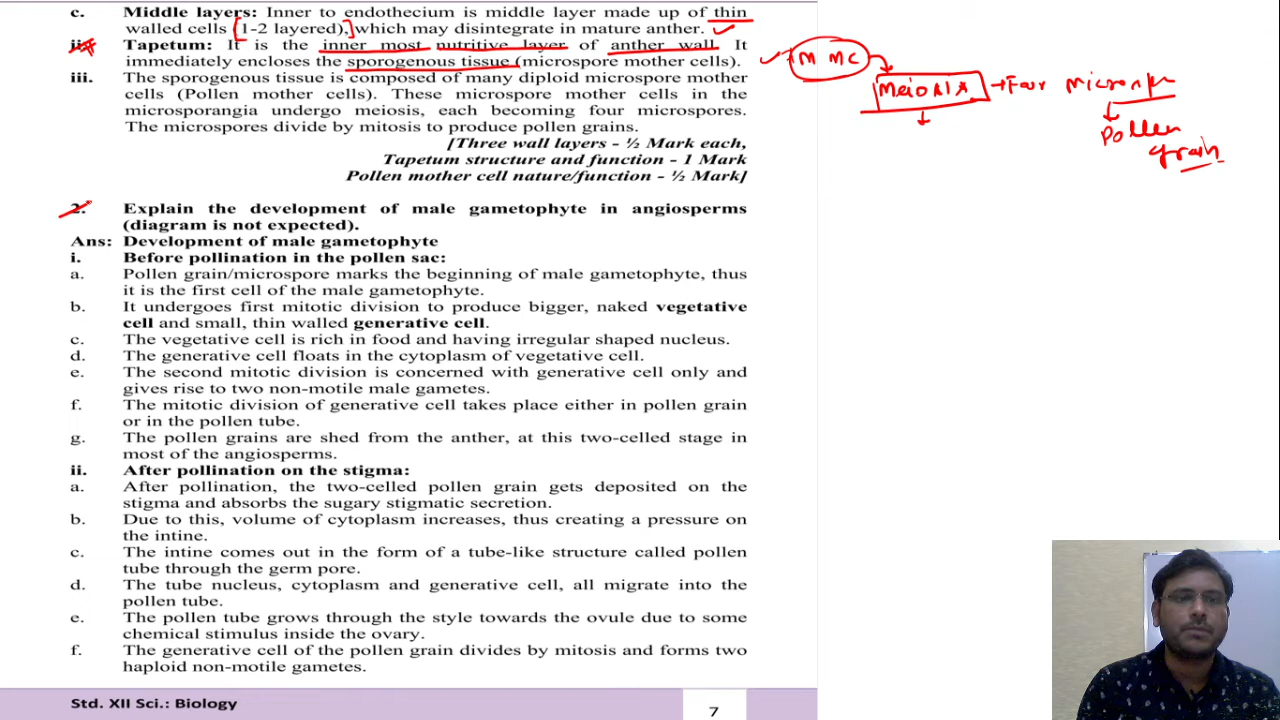 c. Middle layers: Inner to endothecium is middle layer made up of thin
walled cells [1-2 layered), which may disintegrate in mature anther.
Tapetum: It is the inner most nutritive layer of anther wall. It
immediately encloses the sporogenous tissue (microspore mother cells).
iii. The sporogenous tissue is composed of many diploid microspore mother
cells (Pollen mother cells). These microspore mother cells in the
microsporangia undergo meiosis, each becoming four microspores.
The microspores divide by mitosis to produce pollen grains.
[Three wall layers - ½ Mark each,
Tapetum structure and function - 1 Mark
Pollen mother cell nature/function - ½ Mark]
2. Explain the development of male gametophyte in angiosperms
(diagram is not expected).
Ans: Development of male gametophyte
i. Before pollination in the pollen sac:
a. Pollen grain/microspore marks the beginning of male gametophyte, thus
it is the first cell of the male gametophyte.
b. It undergoes first mitotic division to produce bigger, naked vegetative
cell and small, thin walled generative cell.
c. The vegetative cell is rich in food and having irregular shaped nucleus.
d. The generative cell floats in the cytoplasm of vegetative cell.
e. The second mitotic division is concerned with generative cell only and
gives rise to two non-motile male gametes.
f. The mitotic division of generative cell takes place either in pollen grain
or in the pollen tube.
g. The pollen grains are shed from the anther, at this two-celled stage in
most of the angiosperms.
ii. After pollination on the stigma:
a. After pollination, the two-celled pollen grain gets deposited on the
stigma and absorbs the sugary stigmatic secretion.
b. Due to this, volume of cytoplasm increases, thus creating a pressure on
the intine.
c. The intine comes out in the form of a tube-like structure called pollen
tube through the germ pore.
d. The tube nucleus, cytoplasm and generative cell, all migrate into the
pollen tube.
e. The pollen tube grows through the style towards the ovule due to some
chemical stimulus inside the ovary.
f. The generative cell of the pollen grain divides by mitosis and forms two
haploid non-motile gametes.
Std. XII Sci.: Biology
7
M MC
Meiosis → Four
Pollen
grain